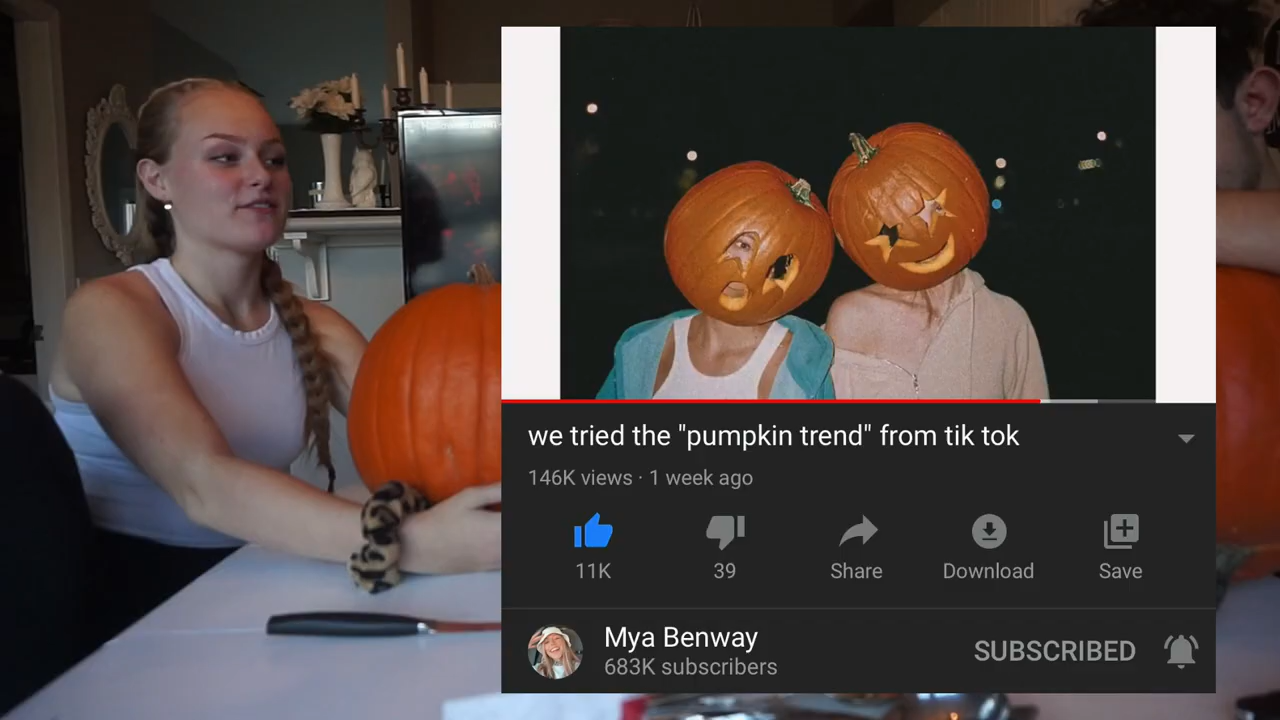 we tried the "pumpkin trend" from tik tok
146K views · 1 week ago
11K
39
Share
Download
Save
Mya Benway
683K subscribers
SUBSCRIBED